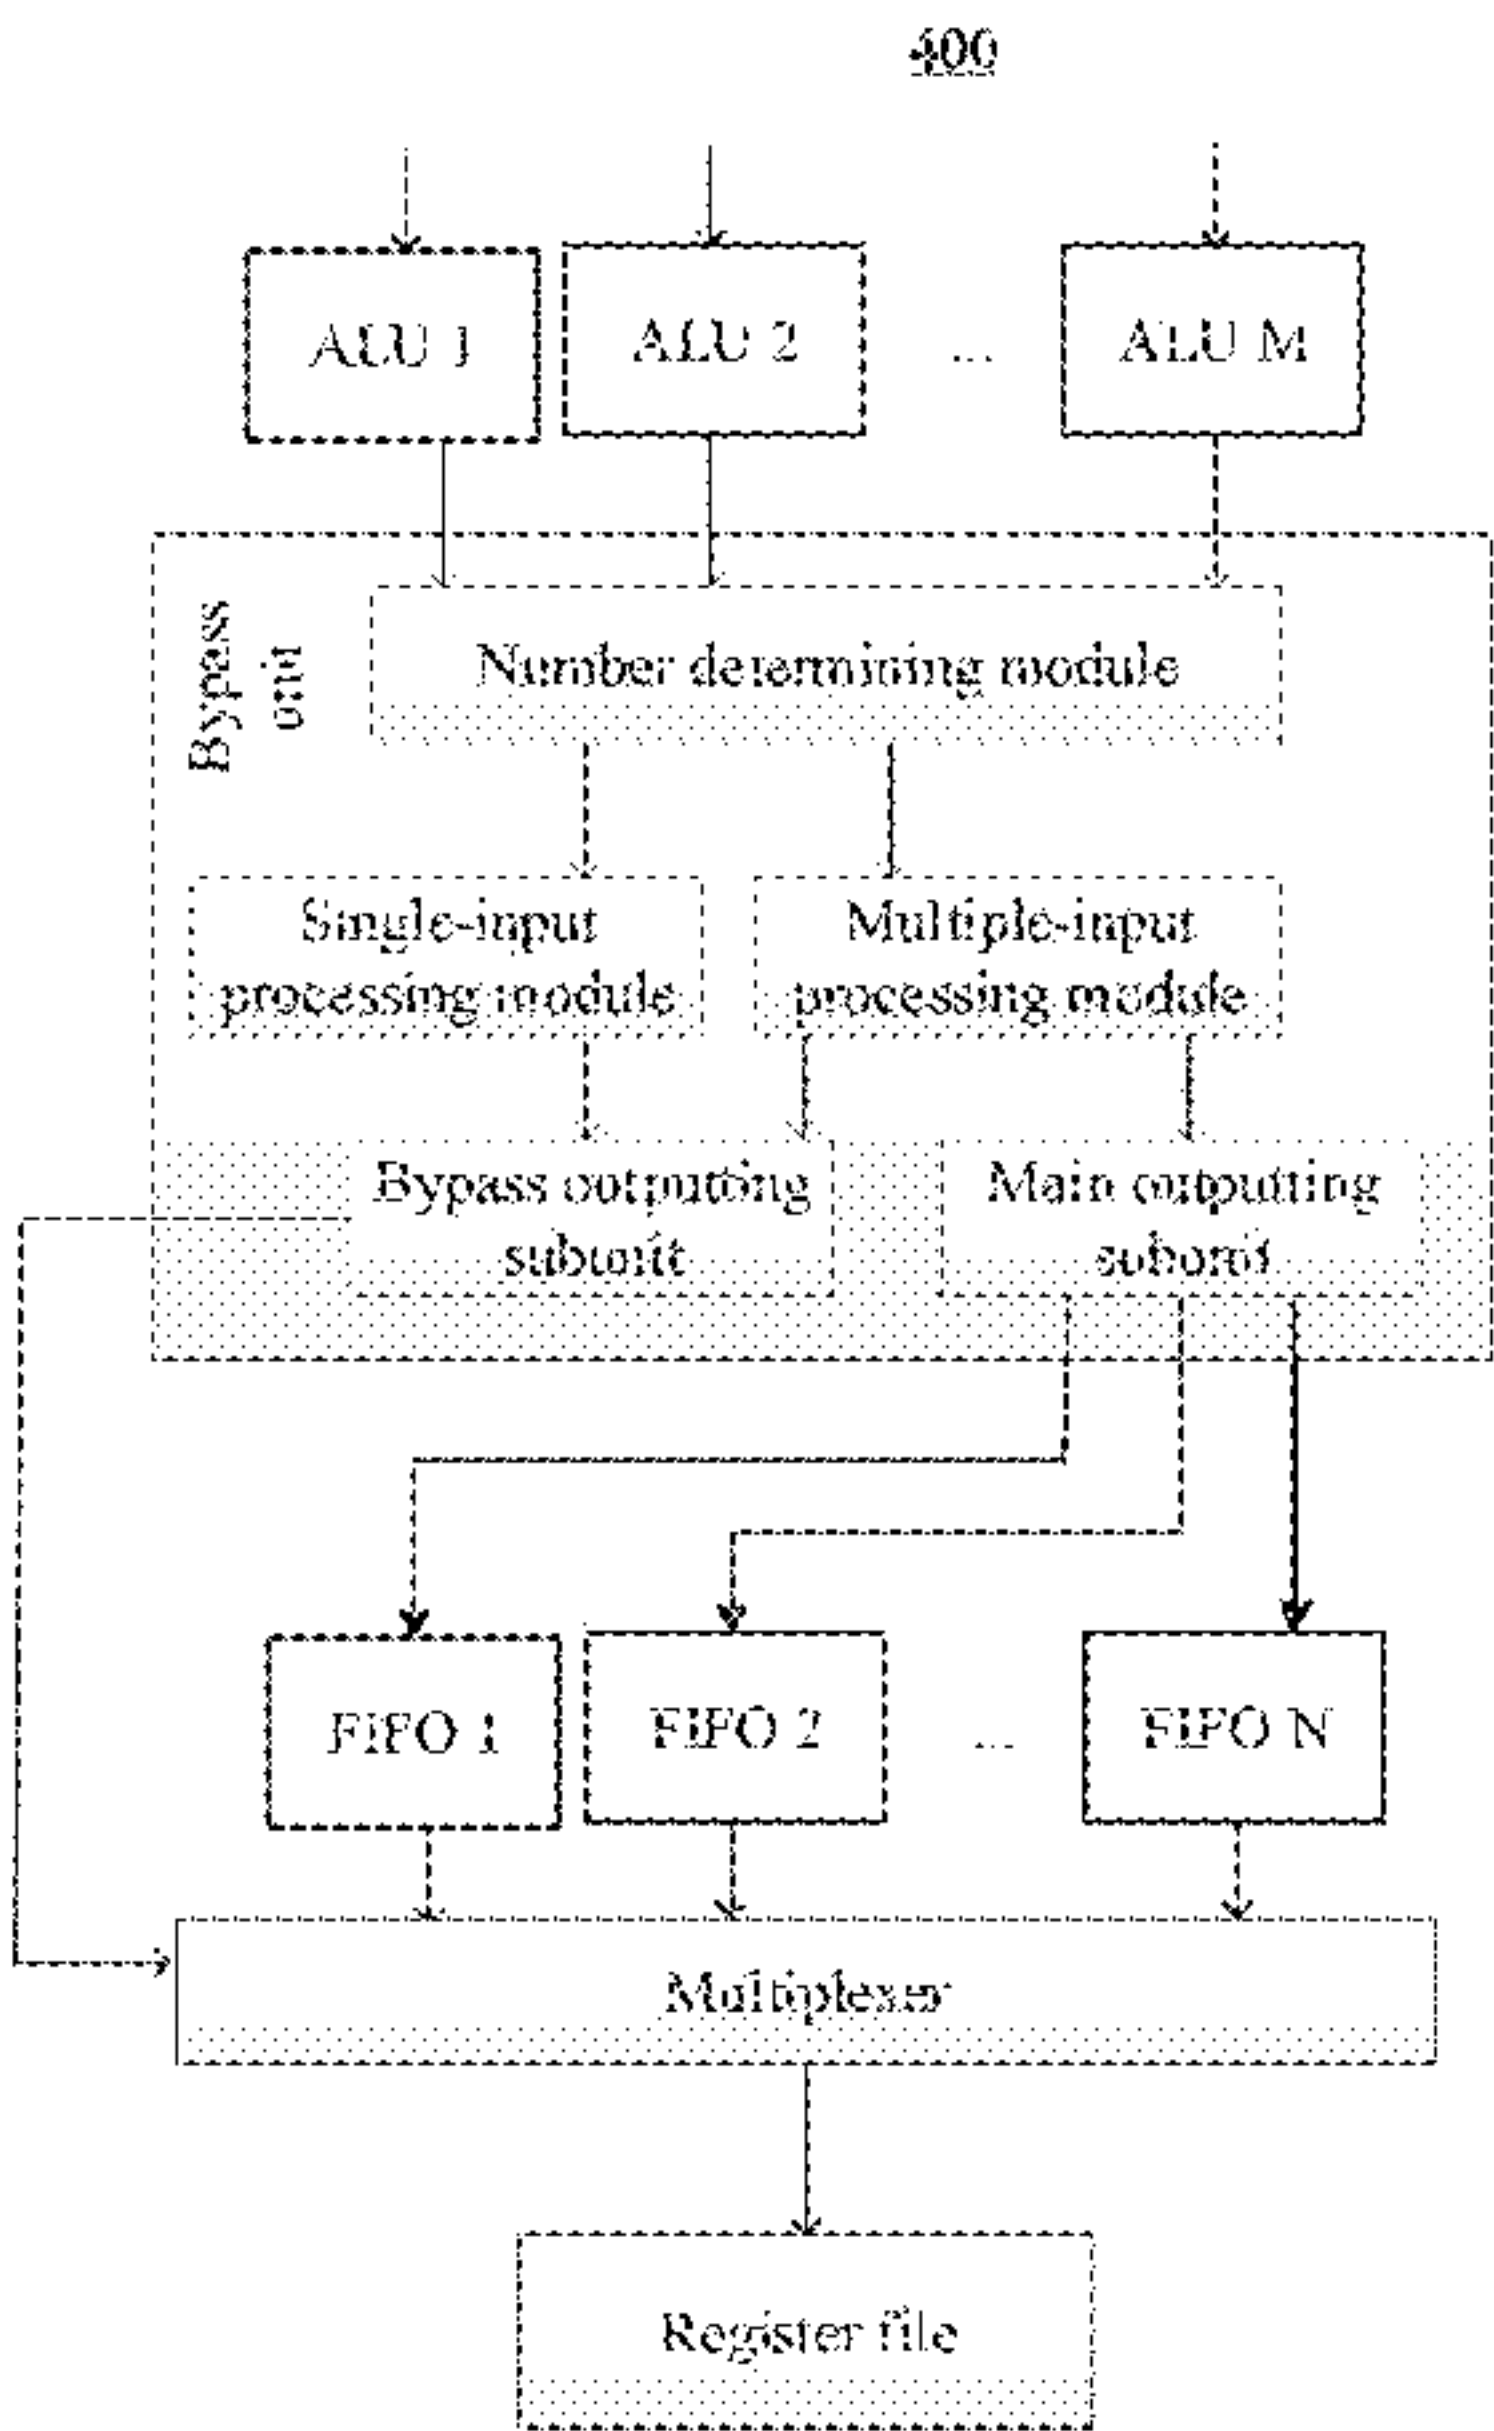 400
ALU 1
ALU 2
...
ALU M
Bypass
unit
Number determining module
Single-input
processing module
Multiple-input
processing module
Bypass outputting
subunit
Main outputting
subunit
FIFO 1
FIFO 2
...
FIFO N
Multiplexer
Register file